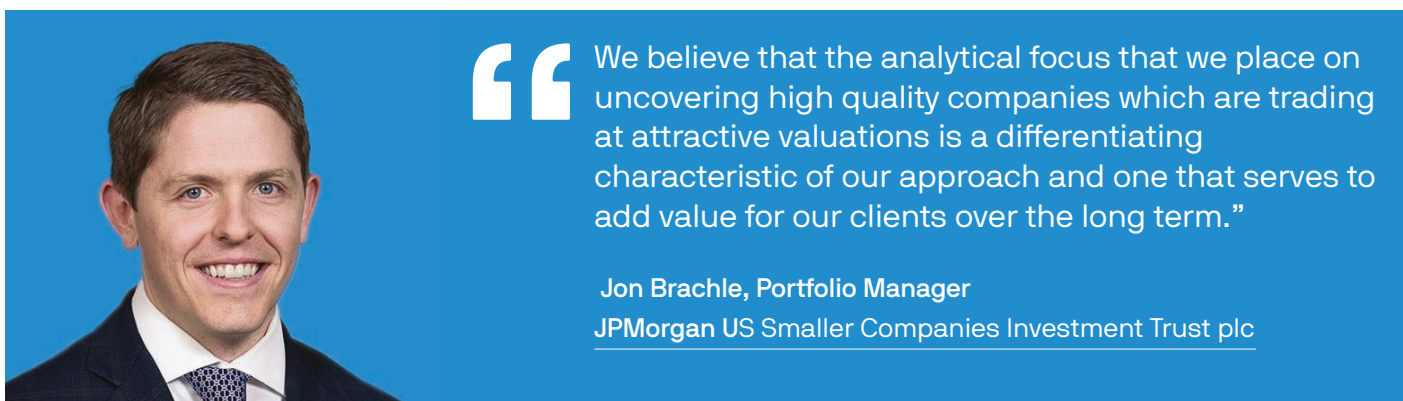 “
We believe that the analytical focus that we place on
uncovering high quality companies which are trading
at attractive valuations is a differentiating
characteristic of our approach and one that serves to
add value for our clients over the long term.”
Jon Brachle, Portfolio Manager
JPMorgan US Smaller Companies Investment Trust plc